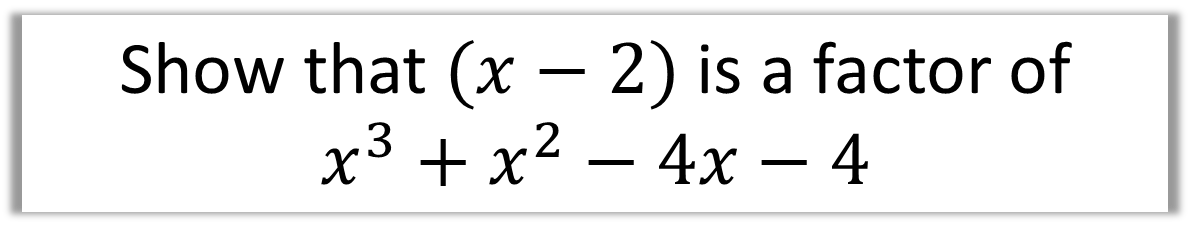 Show that (x − 2) is a factor of
x³ + x² − 4x − 4